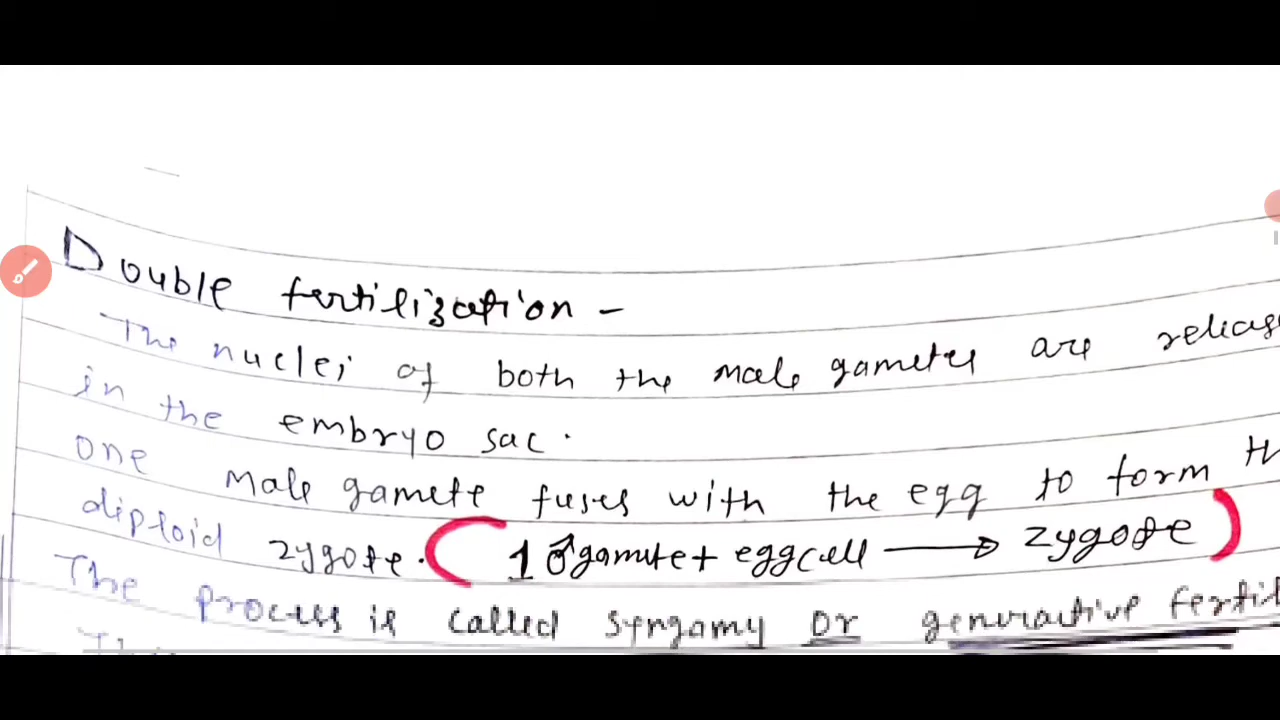 Double fertilization -
The nuclei of both the male gametes are releas
in the embryo sac.
one male gamete fuses with the egg to form th
diploid zygote. ( 1 ♂ gamete + egg cell → zygote )
The process is called syngamy or generative fertil